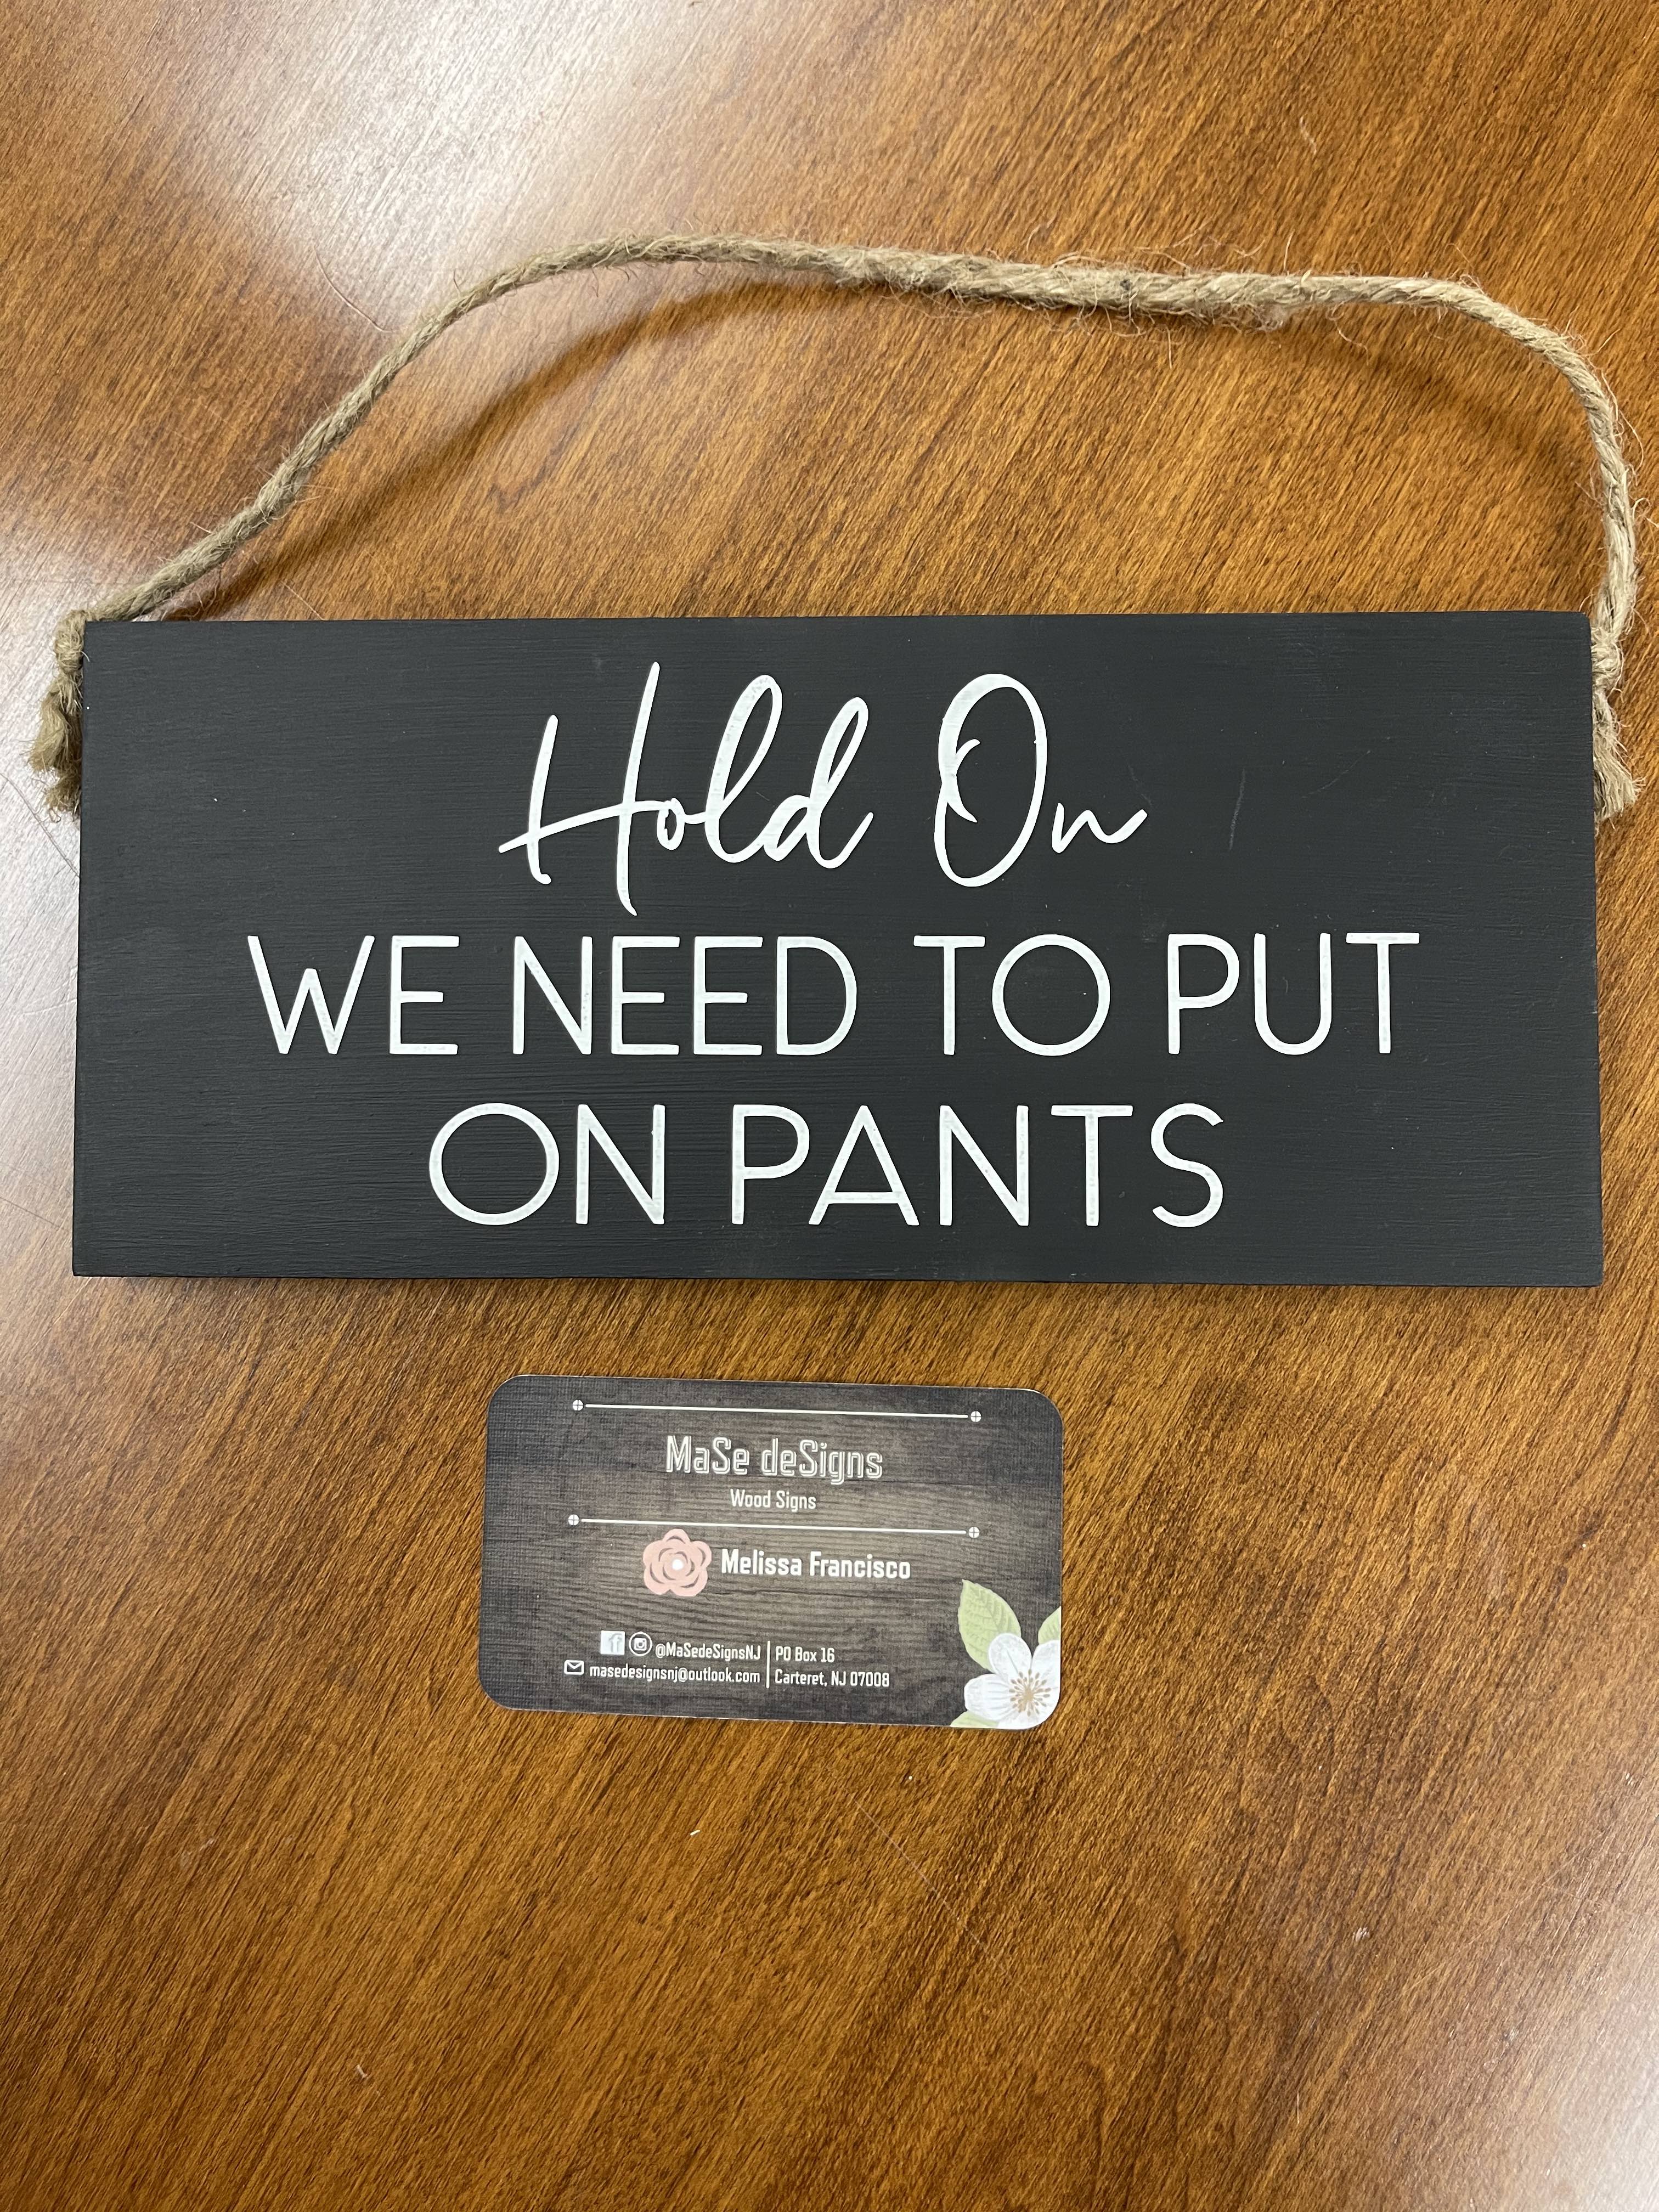 Hold On
WE NEED TO PUT
ON PANTS
MaSe deSigns
Wood Signs
Melissa Francisco
@MaSedeSignsNJ | PO Box 16
masedesignsnj@outlook.com | Carteret, NJ 07008